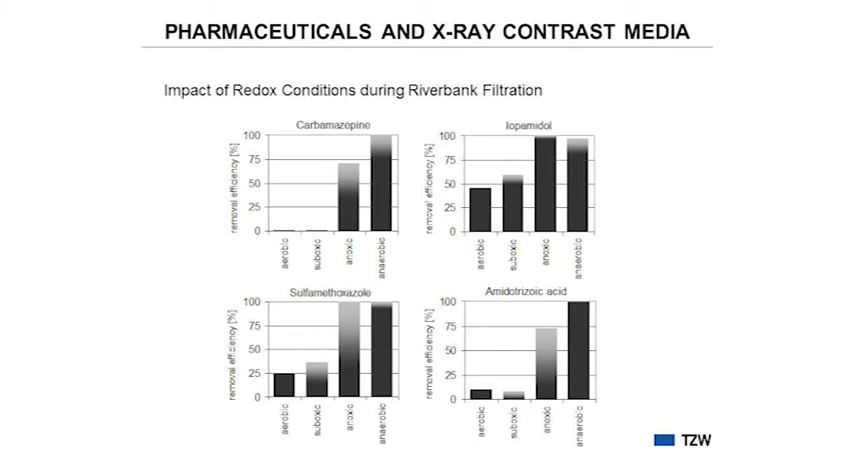 PHARMACEUTICALS AND X-RAY CONTRAST MEDIA
Impact of Redox Conditions during Riverbank Filtration
Carbamazepine
removal efficiency [%]
100
75
50
25
0
aerobic
suboxic
anoxic
anaerobic
Iopamidol
removal efficiency [%]
100
75
50
25
0
aerobic
suboxic
anoxic
anaerobic
Sulfamethoxazole
removal efficiency [%]
100
75
50
25
0
aerobic
suboxic
anoxic
anaerobic
Amidotrizoic acid
removal efficiency [%]
100
75
50
25
0
aerobic
suboxic
anoxic
anaerobic
TZW